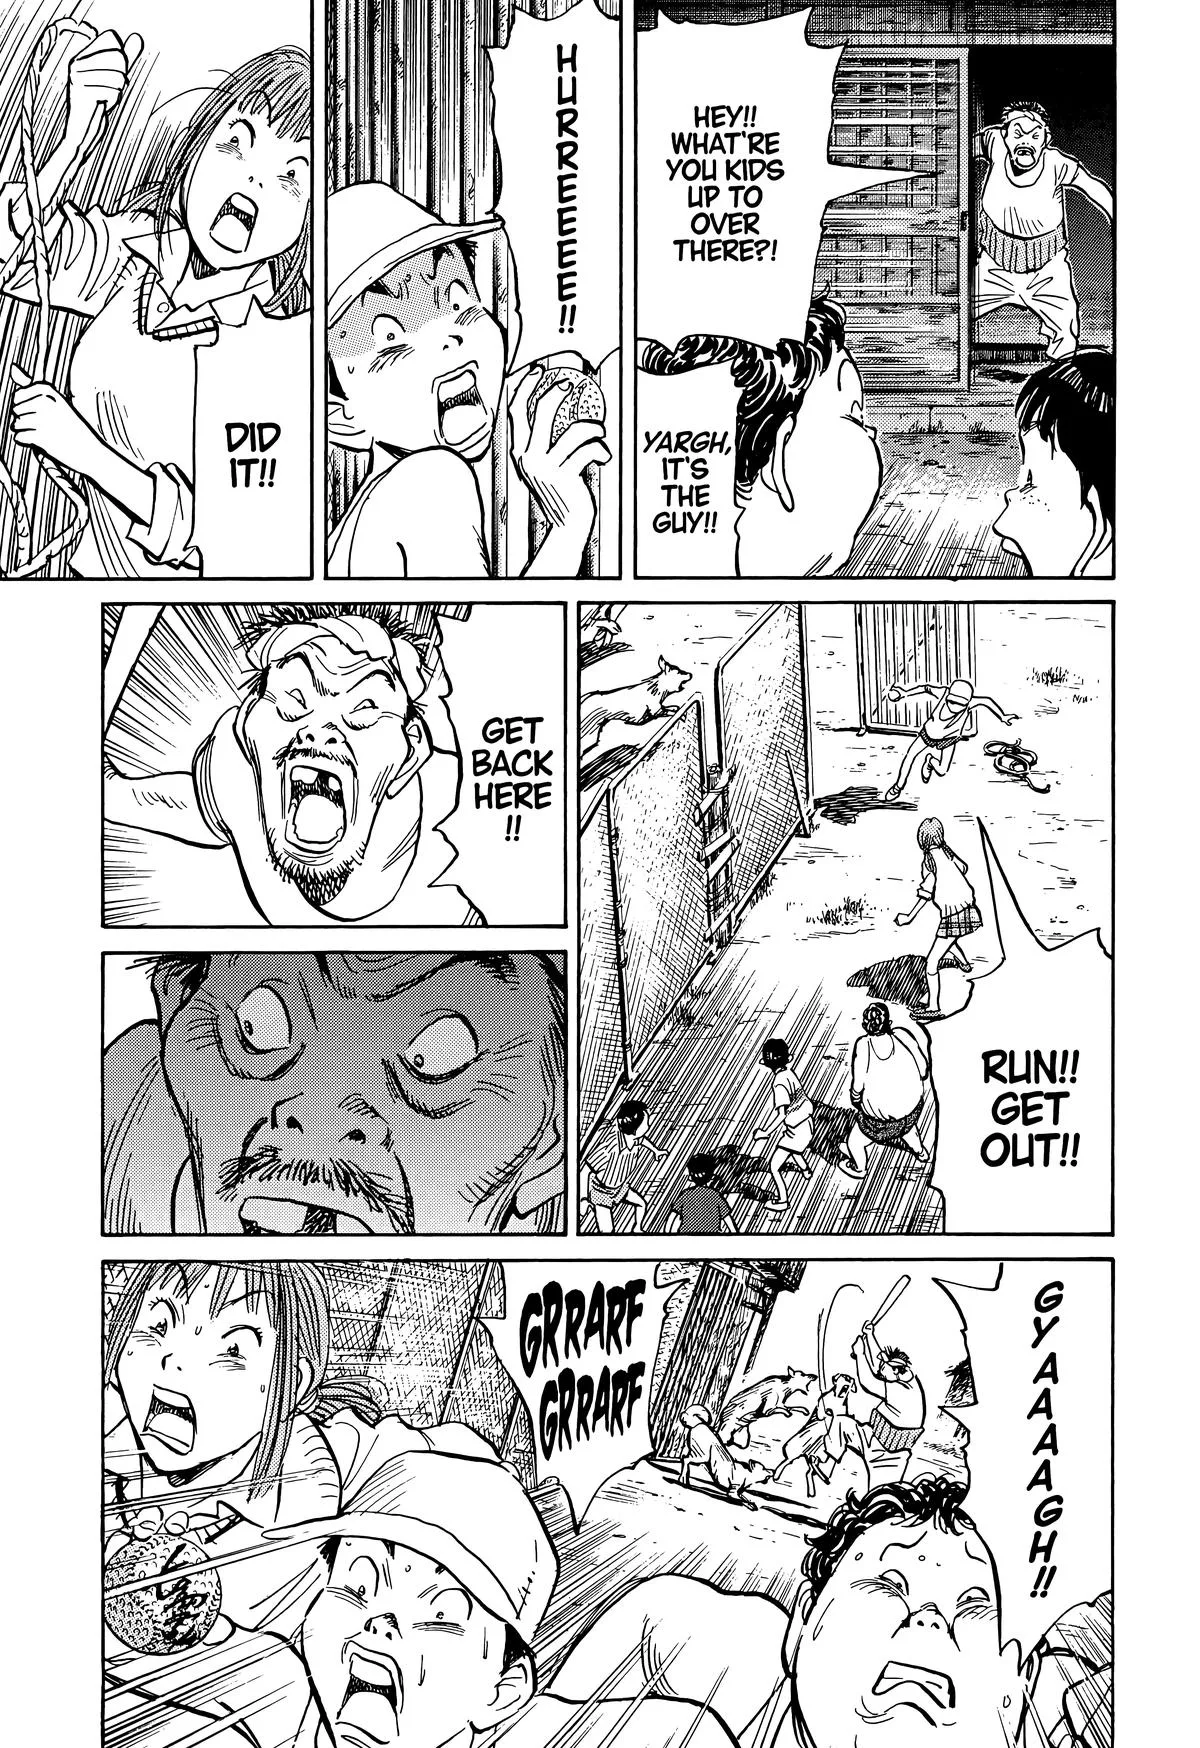 HEY!!
WHAT'RE
YOU KIDS
UP TO
OVER
THERE?!
YARGH,
IT'S
THE
GUY!!
HURREEEE!!
DID
IT!!
RUN!!
GET
OUT!!
GET
BACK
HERE
!!
GYAAAAGH!!
GRRARF
GRRARF